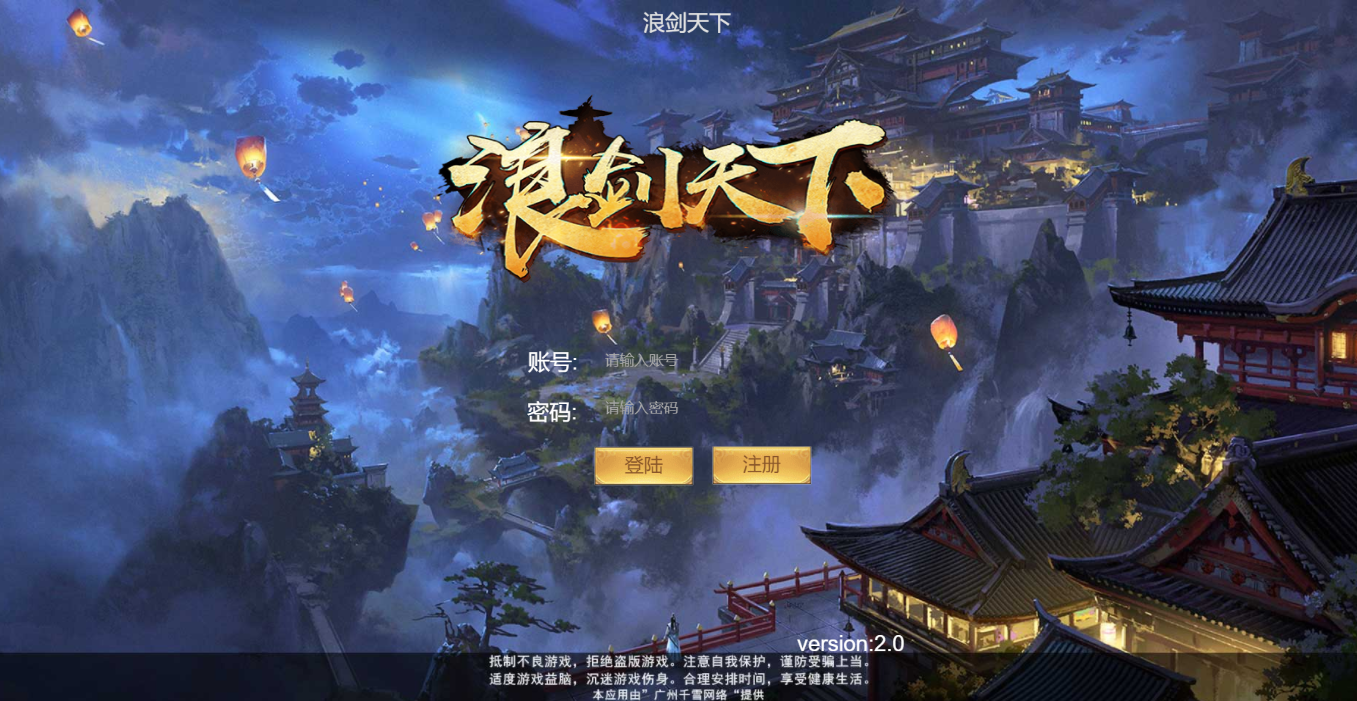 浪剑天下
浪剑天下
账号: 请输入账号
密码: 请输入密码
登陆 注册
version:2.0
抵制不良游戏，拒绝盗版游戏。注意自我保护，谨防受骗上当。
适度游戏益脑，沉迷游戏伤身。合理安排时间，享受健康生活。
本应用由”广州千雪网络“提供